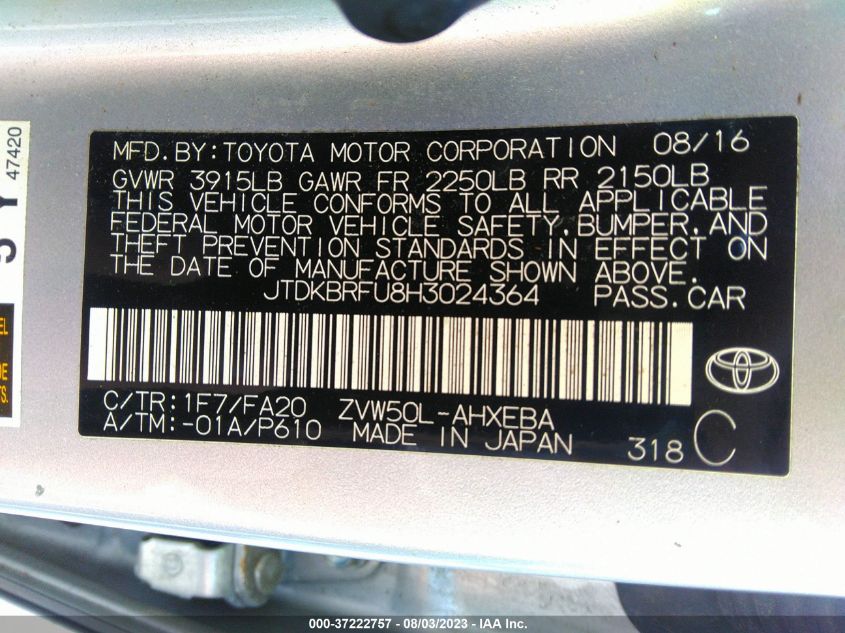 MFD.BY:TOYOTA MOTOR CORPORATION 08/16
GVWR 3915LB GAWR FR 2250LB RR 2150LB
THIS VEHICLE CONFORMS TO ALL APPLICABLE
FEDERAL MOTOR VEHICLE SAFETY,BUMPER,AND
THEFT PREVENTION STANDARDS IN EFFECT ON
THE DATE OF MANUFACTURE SHOWN ABOVE.
JTDKBRFU8H3024364 PASS.CAR
C/TR:1F7/FA20 ZVW50L-AHXEBA
A/TM:-01A/P610 MADE IN JAPAN 318 C
5 Y 47420
000-37222757 - 08/03/2023 - IAA Inc.